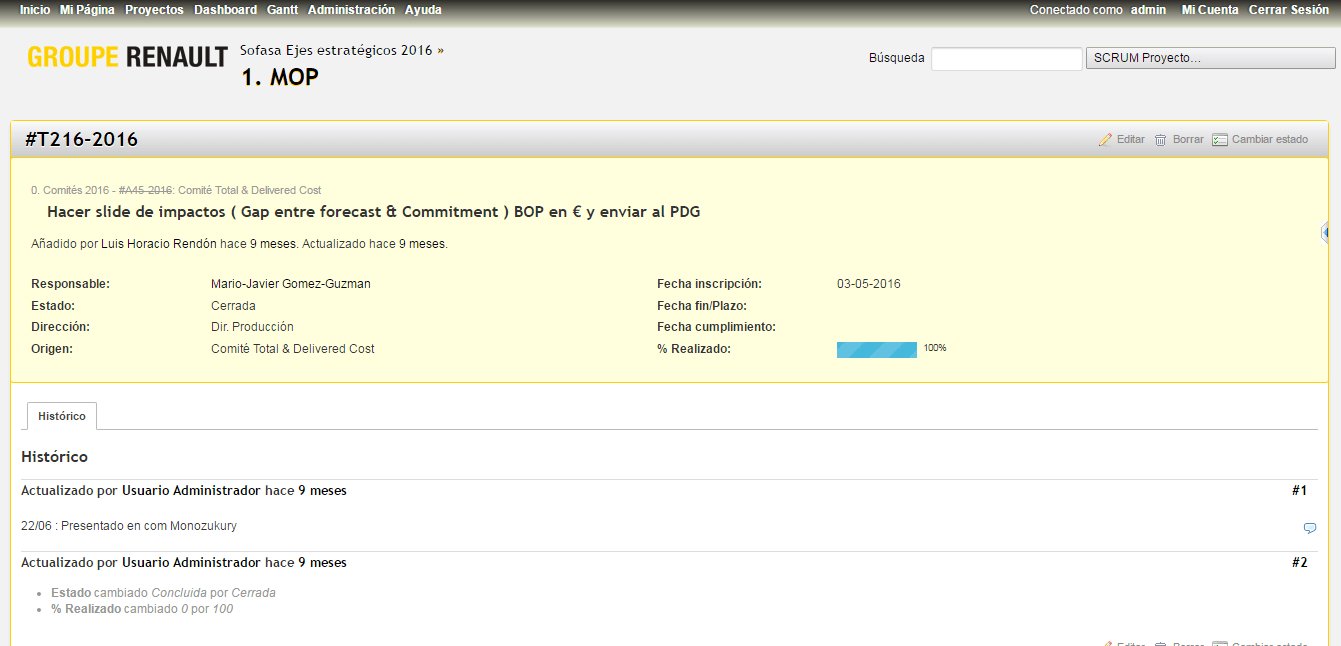 Inicio Mi Página Proyectos Dashboard Gantt Administración Ayuda Conectado como admin Mi Cuenta Cerrar Sesión
GROUPE RENAULT
Sofasa Ejes estratégicos 2016 »
1. MOP
Búsqueda SCRUM Proyecto...
#T216-2016 Editar Borrar Cambiar estado
0. Comités 2016 - #A45-2016: Comité Total & Delivered Cost
Hacer slide de impactos ( Gap entre forecast & Commitment ) BOP en € y enviar al PDG
Añadido por Luis Horacio Rendón hace 9 meses. Actualizado hace 9 meses.
Responsable: Mario-Javier Gomez-Guzman Fecha inscripción: 03-05-2016
Estado: Cerrada Fecha fin/Plazo:
Dirección: Dir. Producción Fecha cumplimiento:
Origen: Comité Total & Delivered Cost % Realizado: 100%
Histórico
Histórico
Actualizado por Usuario Administrador hace 9 meses #1
22/06 : Presentado en com Monozukury
Actualizado por Usuario Administrador hace 9 meses #2
Estado cambiado Concluida por Cerrada
% Realizado cambiado 0 por 100
Editar Borrar Cambiar estado